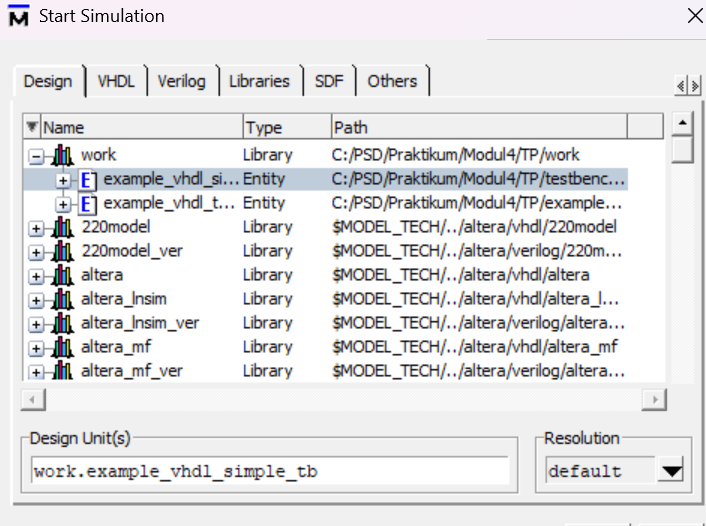 Start Simulation
Design VHDL Verilog Libraries SDF Others
Name Type Path
work Library C:/PSD/Praktikum/Modul4/TP/work
example_vhdl_si... Entity C:/PSD/Praktikum/Modul4/TP/testbenc...
example_vhdl_t... Entity C:/PSD/Praktikum/Modul4/TP/example...
220model Library $MODEL_TECH/../altera/vhdl/220model
220model_ver Library $MODEL_TECH/../altera/verilog/220m...
altera Library $MODEL_TECH/../altera/vhdl/altera
altera_lnsim Library $MODEL_TECH/../altera/vhdl/altera_l...
altera_lnsim_ver Library $MODEL_TECH/../altera/verilog/altera...
altera_mf Library $MODEL_TECH/../altera/vhdl/altera_mf
altera_mf_ver Library $MODEL_TECH/../altera/verilog/altera...
Design Unit(s) Resolution
work.example_vhdl_simple_tb default